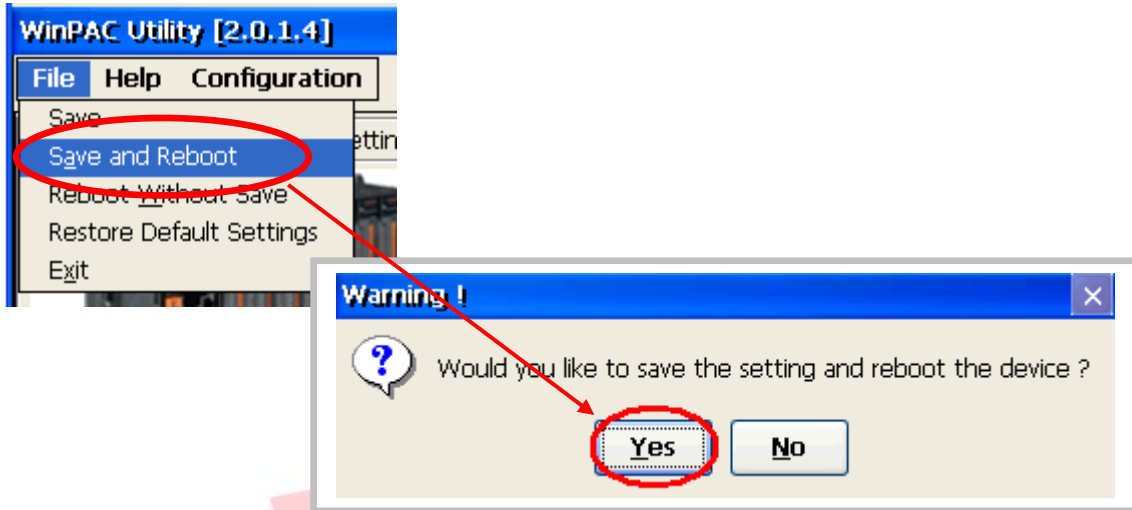 WinPAC Utility [2.0.1.4]
File Help Configuration
Save
Save and Reboot
ettin
Reboot Without Save
Restore Default Settings
Exit
Warning !
Would you like to save the setting and reboot the device ?
Yes No